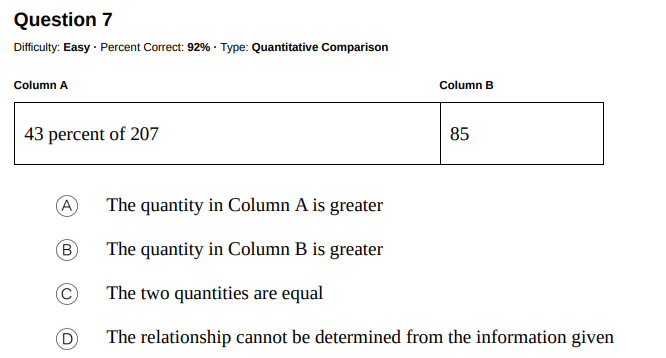 Question 7
Difficulty: Easy · Percent Correct: 92% · Type: Quantitative Comparison
Column A Column B
43 percent of 207 85
A The quantity in Column A is greater
B The quantity in Column B is greater
C The two quantities are equal
D The relationship cannot be determined from the information given